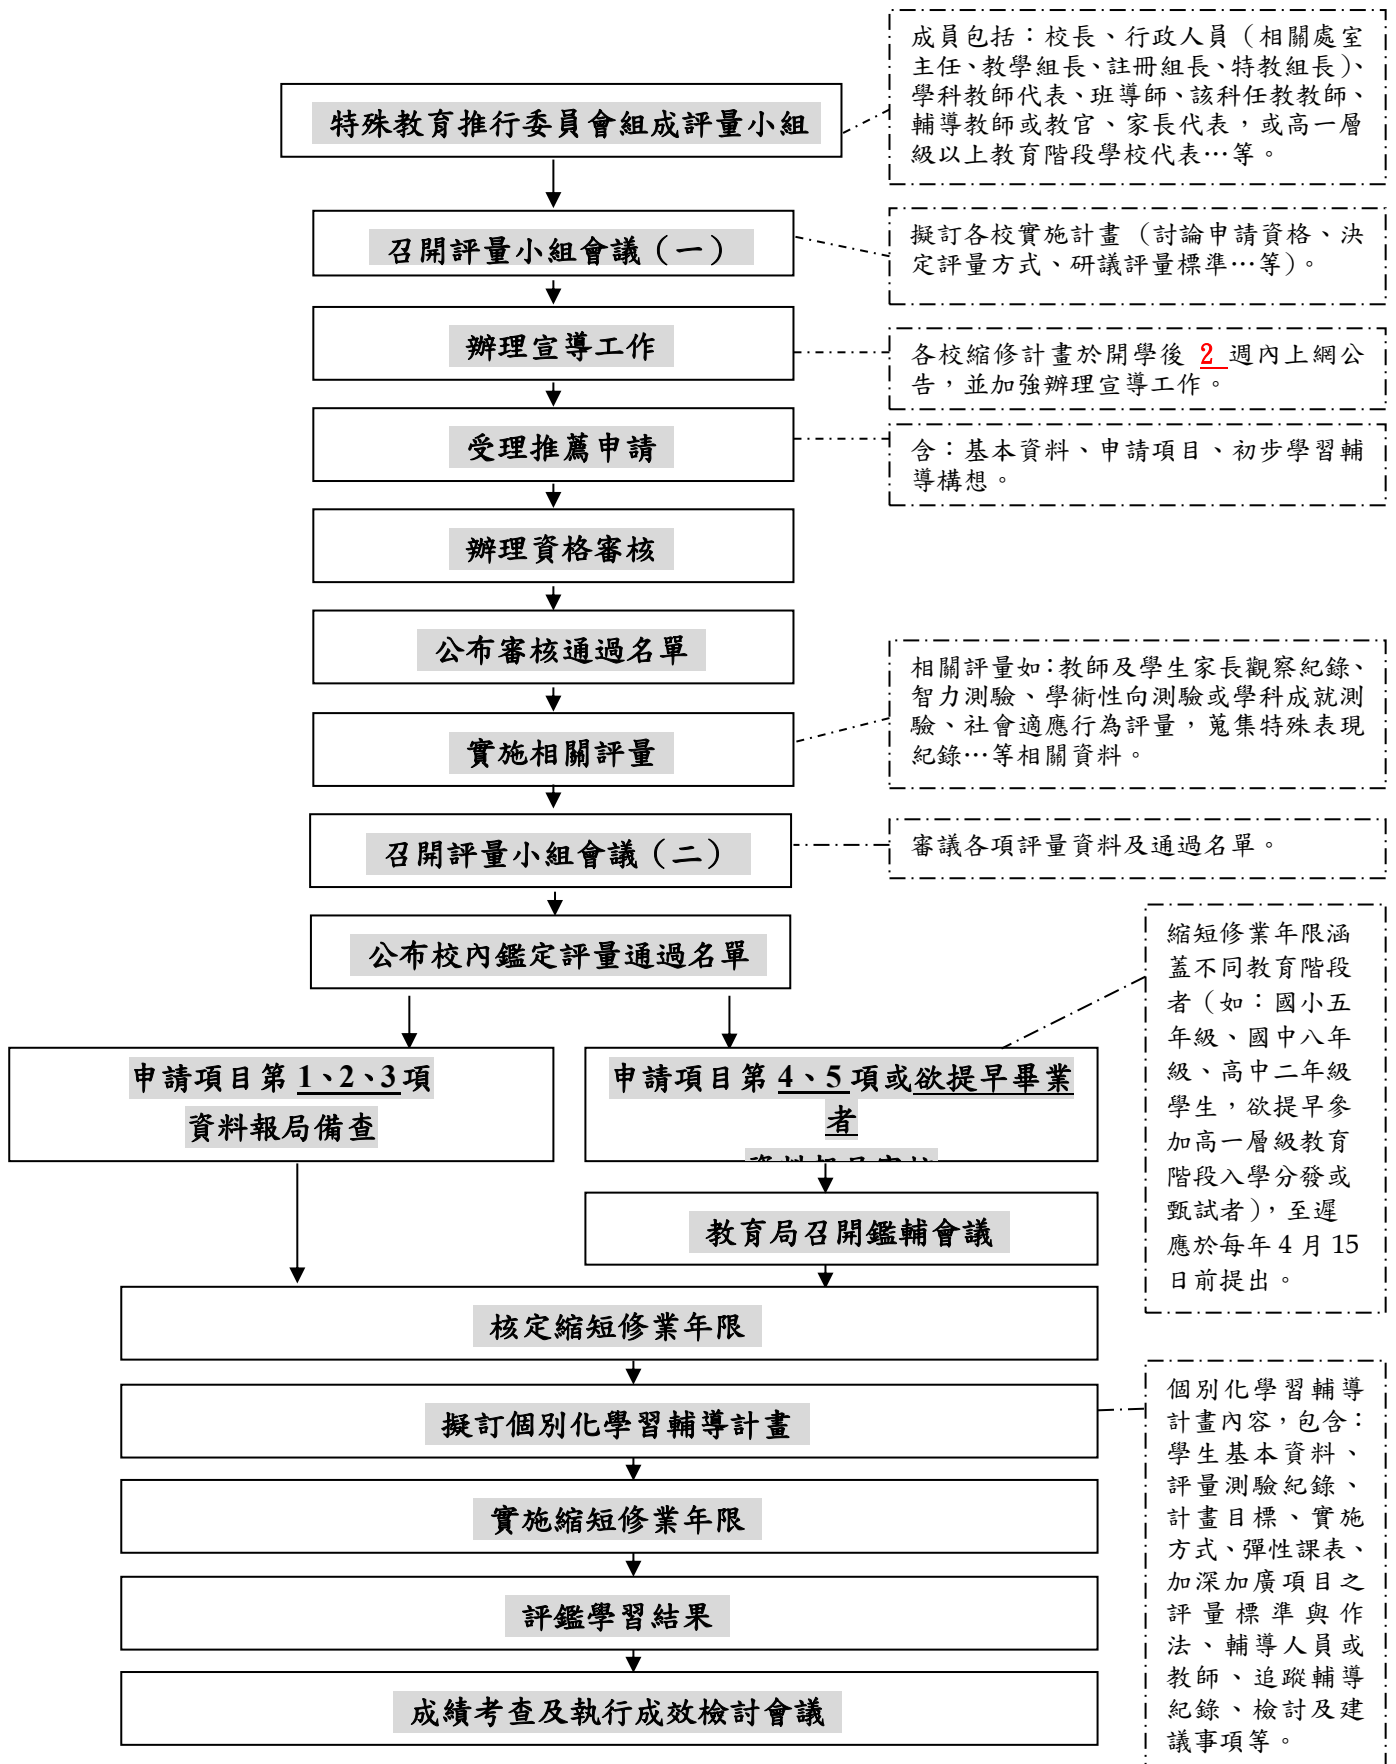 成員包括：校長、行政人員（相關處室
主任、教學組長、註冊組長、特教組長）、
學科教師代表、班導師、該科任教教師、
輔導教師或教官、家長代表，或高一層
級以上教育階段學校代表…等。
特殊教育推行委員會組成評量小組
召開評量小組會議（一）
擬訂各校實施計畫（討論申請資格、決
定評量方式、研議評量標準…等）。
辦理宣導工作
各校縮修計畫於開學後 2 週內上網公
告，並加強辦理宣導工作。
受理推薦申請
含：基本資料、申請項目、初步學習輔
導構想。
辦理資格審核
公布審核通過名單
實施相關評量
相關評量如：教師及學生家長觀察紀錄、
智力測驗、學術性向測驗或學科成就測
驗、社會適應行為評量，蒐集特殊表現
紀錄…等相關資料。
召開評量小組會議（二）
審議各項評量資料及通過名單。
公布校內鑑定評量通過名單
縮短修業年限涵
蓋不同教育階段
者（如：國小五
年級、國中八年
級、高中二年級
學生，欲提早參
加高一層級教育
階段入學分發或
甄試者），至遲
應於每年 4 月 15
日前提出。
申請項目第 1、2、3 項
資料報局備查
申請項目第 4、5 項或欲提早畢業
者
教育局召開鑑輔會議
核定縮短修業年限
擬訂個別化學習輔導計畫
實施縮短修業年限
評鑑學習結果
成績考查及執行成效檢討會議
個別化學習輔導
計畫內容，包含：
學生基本資料、
評量測驗紀錄、
計畫目標、實施
方式、彈性課表、
加深加廣項目之
評量標準與作
法、輔導人員或
教師、追蹤輔導
紀錄、檢討及建
議事項等。